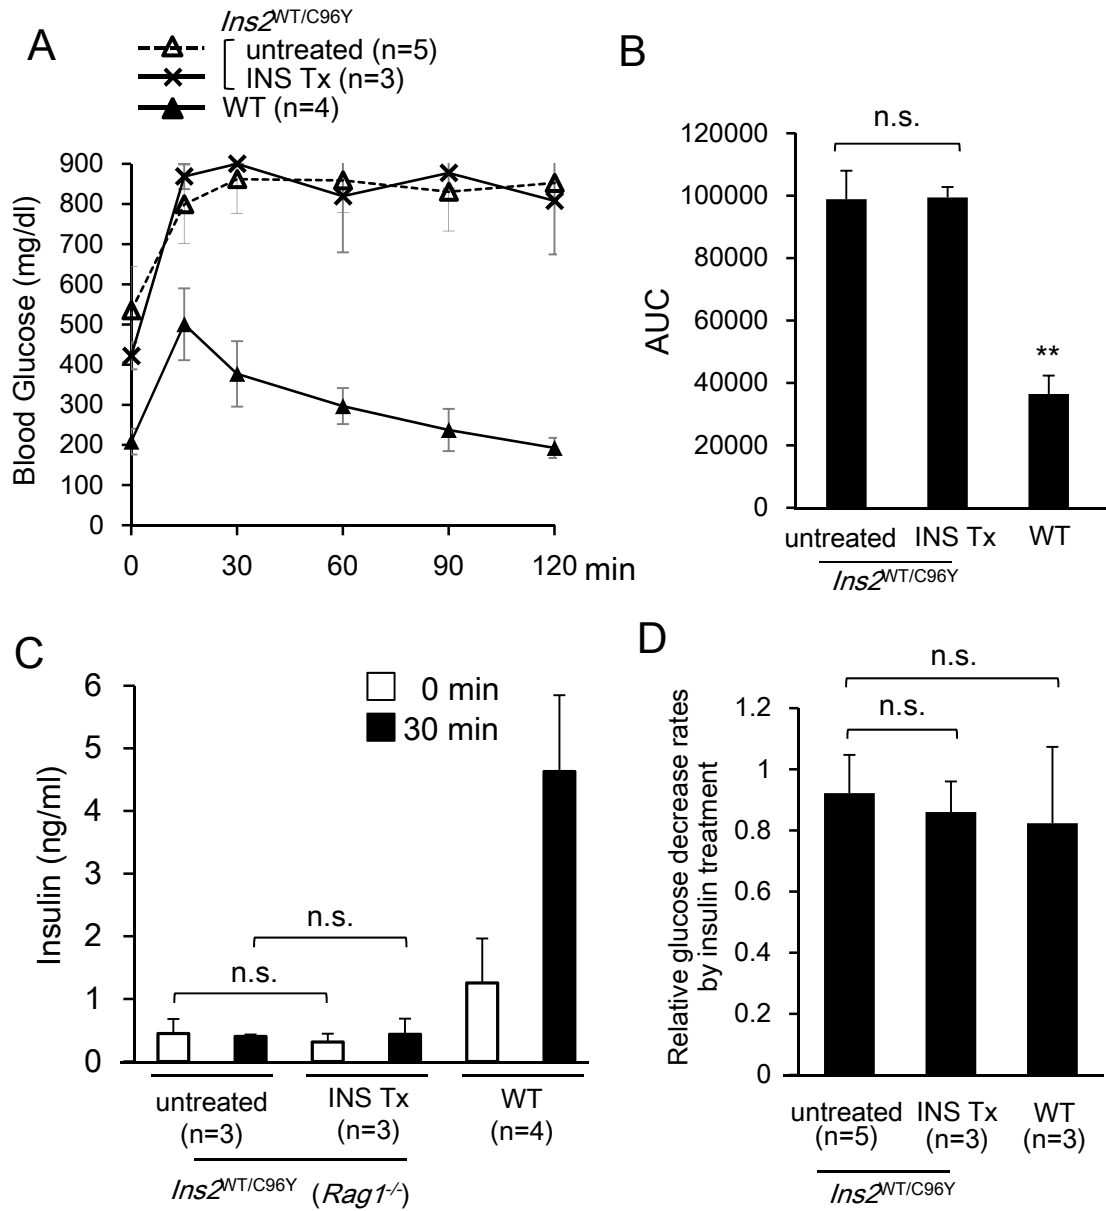 A
Ins2WT/C96Y
untreated (n=5)
INS Tx (n=3)
WT (n=4)
Blood Glucose (mg/dl)
900
800
700
600
500
400
300
200
100
0
0 30 60 90 120 min
B
n.s.
AUC
120000
100000
80000
60000
40000
20000
0
**
untreated INS Tx WT
Ins2WT/C96Y
C
0 min
30 min
Insulin (ng/ml)
6
5
4
3
2
1
0
n.s.
n.s.
untreated INS Tx WT
(n=3) (n=3) (n=4)
Ins2WT/C96Y (Rag1-/-)
D
n.s.
n.s.
Relative glucose decrease rates
by insulin treatment
1.2
1
0.8
0.6
0.4
0.2
0
untreated INS Tx WT
(n=5) (n=3) (n=3)
Ins2WT/C96Y